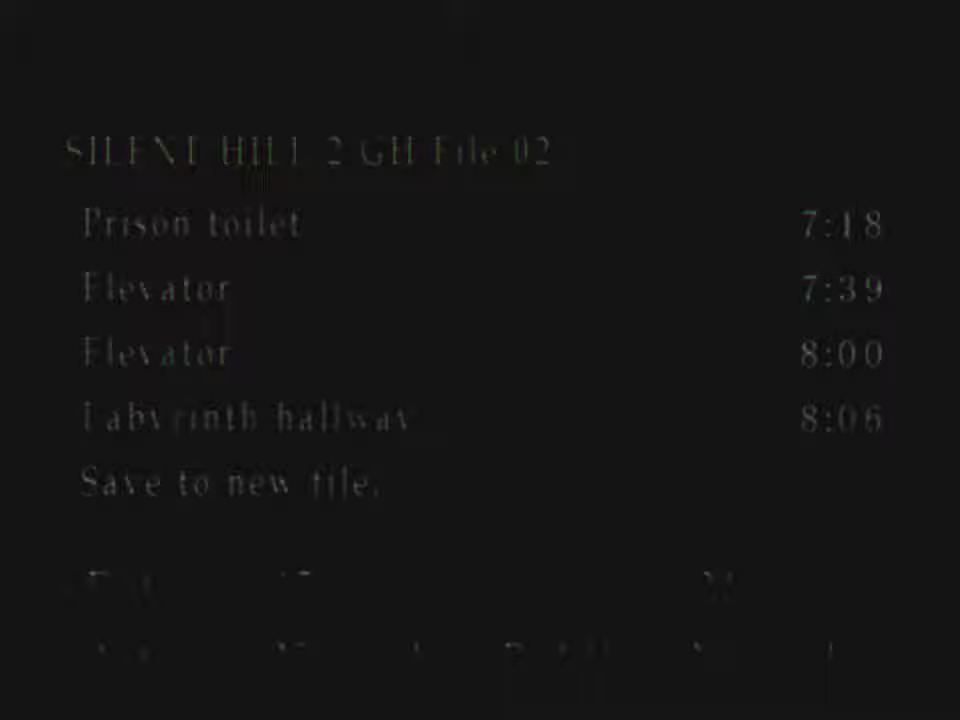 SILENT HILL 2 GH File 02
Prison toilet 7:18
Elevator 7:39
Elevator 8:00
Labyrinth hallway 8:06
Save to new file.